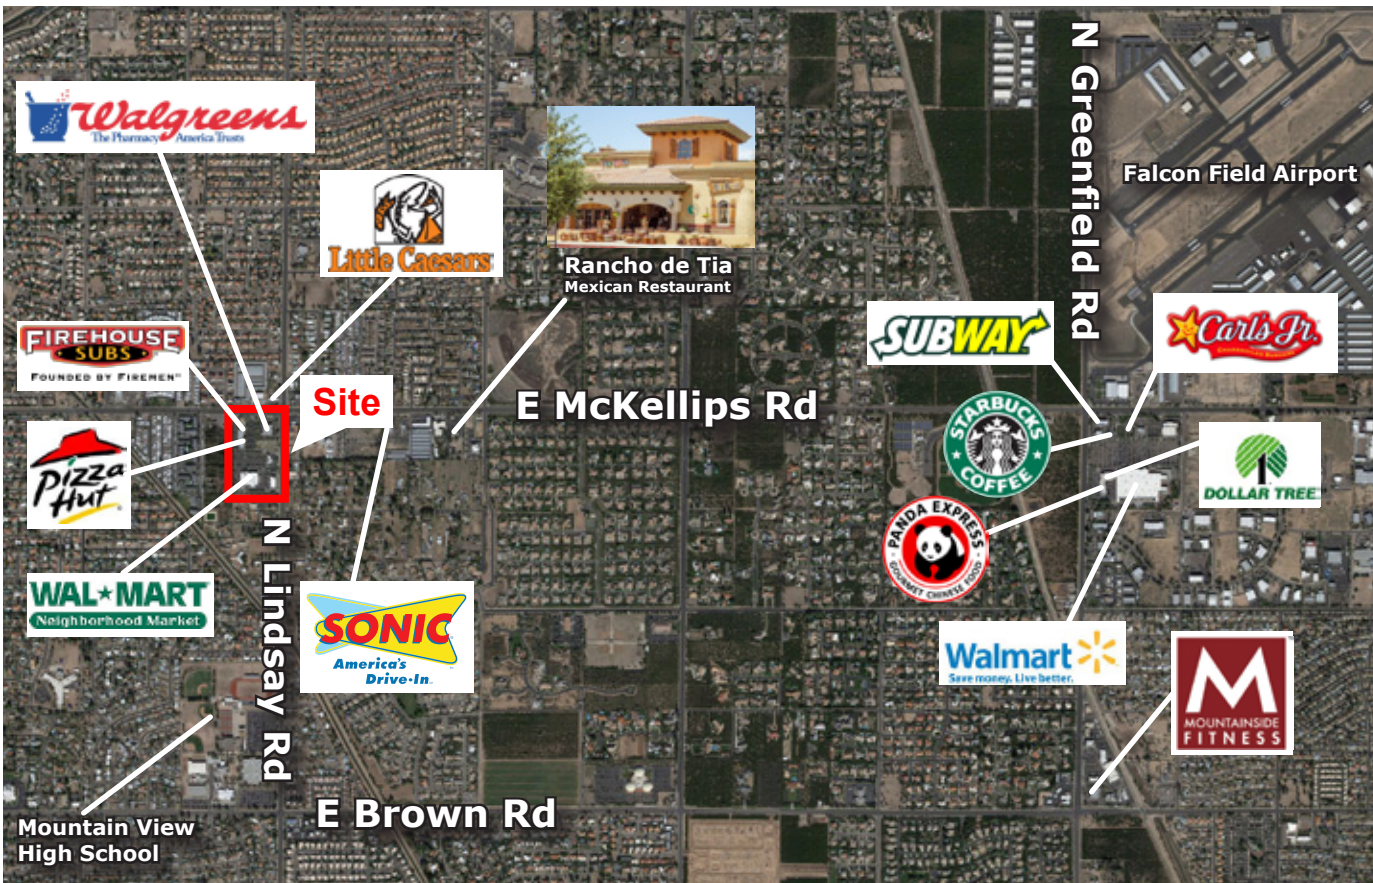 N Greenfield Rd
Walgreens
The Pharmacy America Trusts
Falcon Field Airport
Little Caesars
Rancho de Tia
Mexican Restaurant
FIREHOUSE
SUBS
FOUNDED BY FIREMEN
SUBWAY
Carl's Jr.
Site
E McKellips Rd
STARBUCKS
COFFEE
Pizza
Hut
DOLLAR TREE
PANDA EXPRESS
GOURMET CHINESE FOOD
N Lindsay Rd
WAL★MART
Neighborhood Market
SONIC
America's
Drive-In
Walmart
Save money. Live better.
M
MOUNTAINSIDE
FITNESS
E Brown Rd
Mountain View
High School